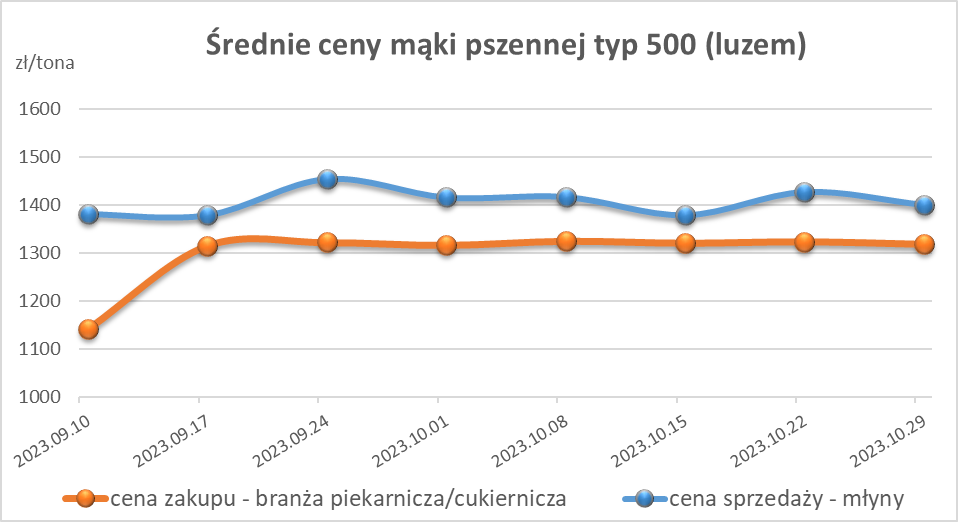 Średnie ceny mąki pszennej typ 500 (luzem)
zł/tona
1600
1500
1400
1300
1200
1100
1000
2023.09.10 2023.09.17 2023.09.24 2023.10.01 2023.10.08 2023.10.15 2023.10.22 2023.10.29
cena zakupu - branża piekarnicza/cukiernicza cena sprzedaży - młyny